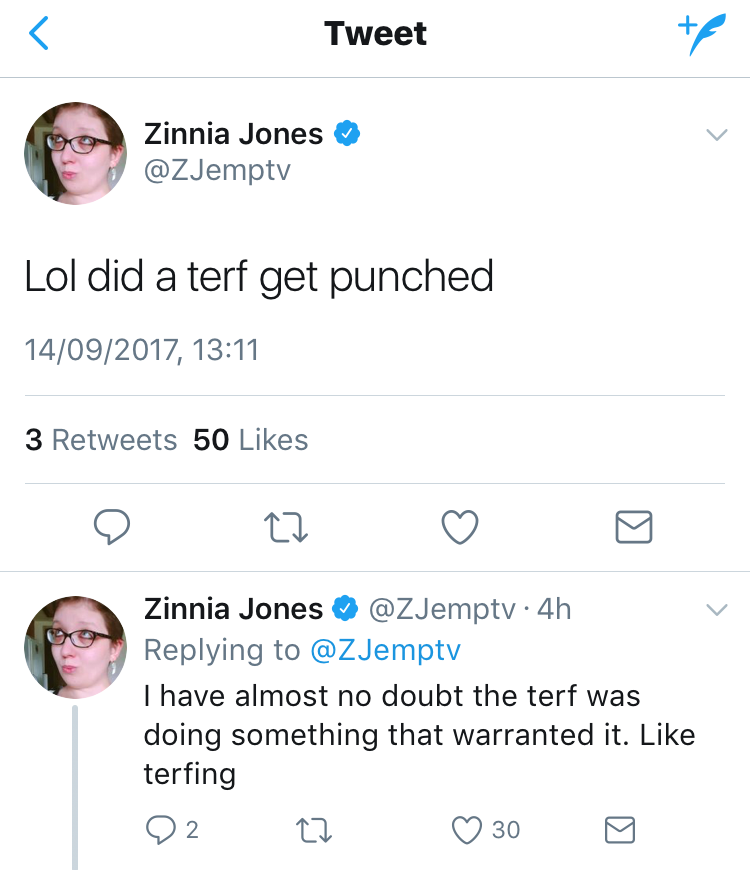 Tweet
Zinnia Jones
@ZJemptv
Lol did a terf get punched
14/09/2017, 13:11
3 Retweets 50 Likes
Zinnia Jones @ZJemptv · 4h
Replying to @ZJemptv
I have almost no doubt the terf was
doing something that warranted it. Like
terfing
2 30